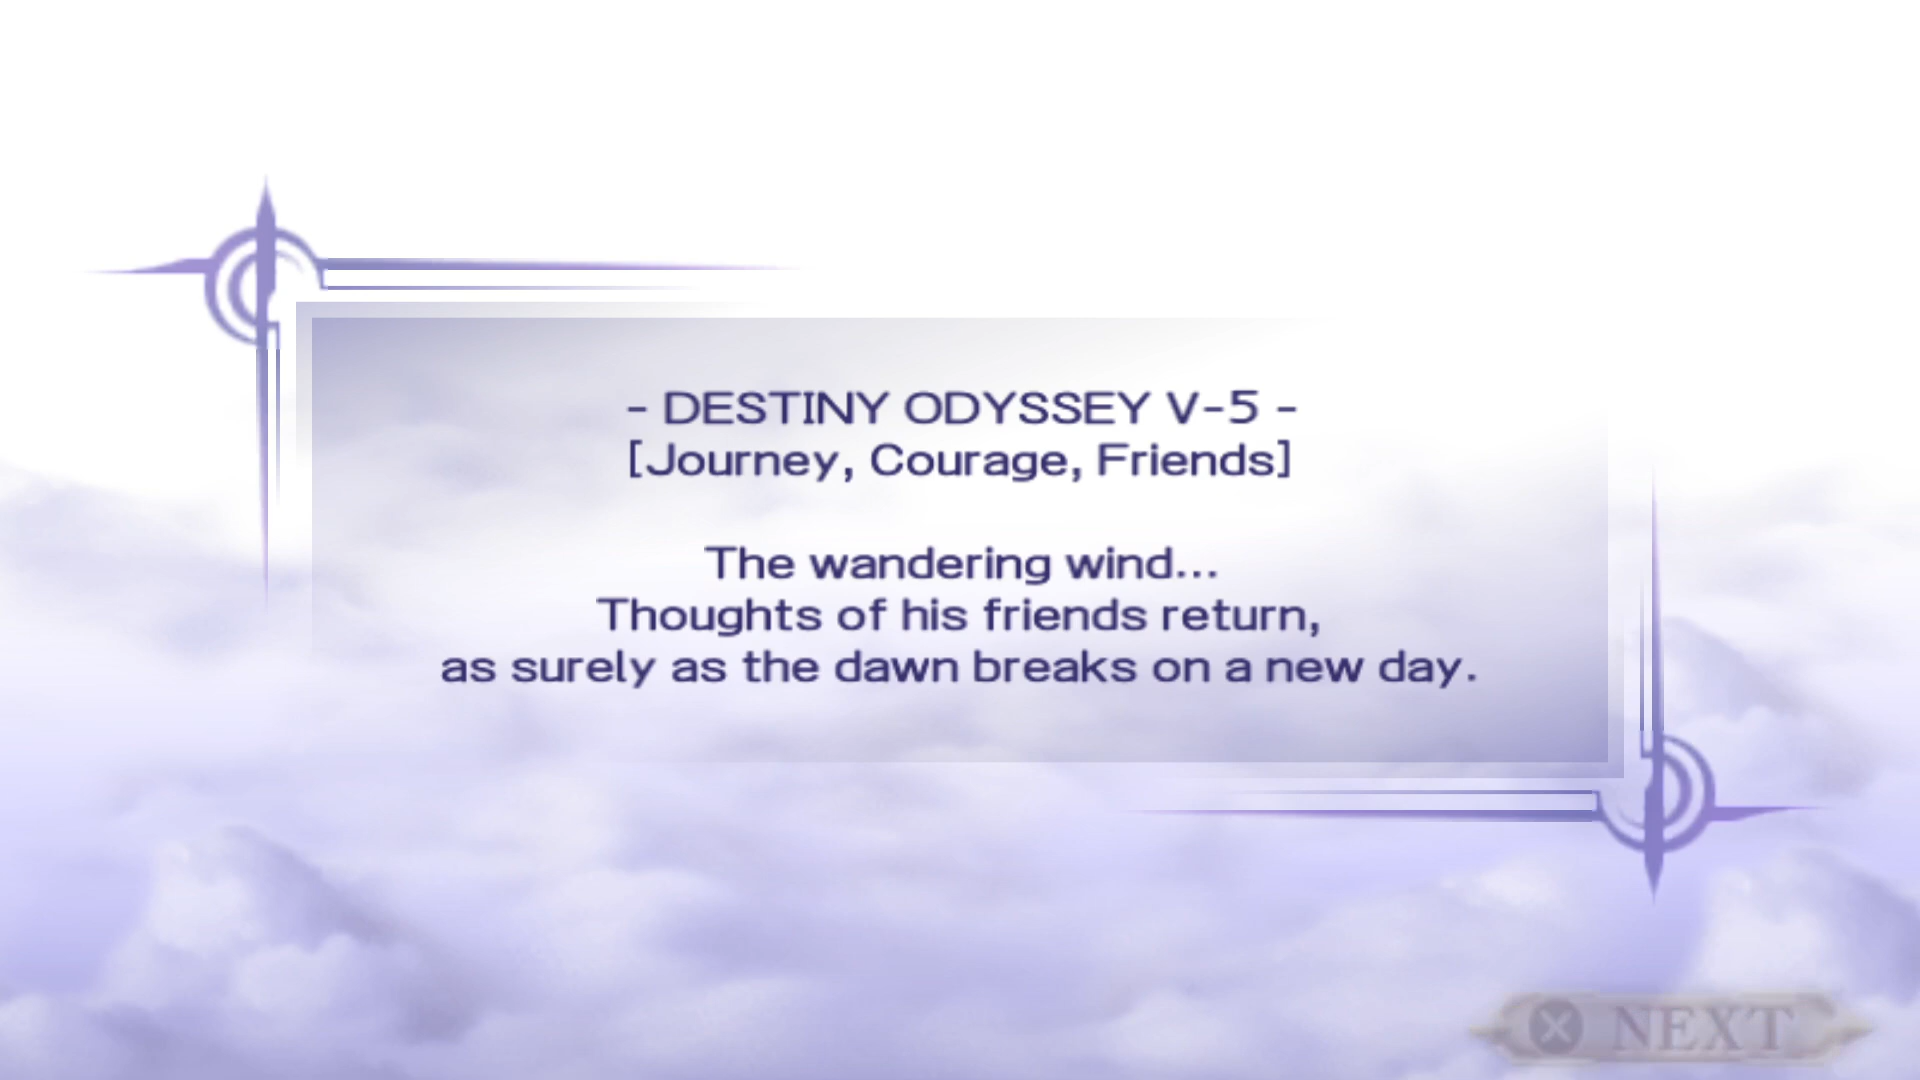 - DESTINY ODYSSEY V-5 -
[Journey, Courage, Friends]
The wandering wind...
Thoughts of his friends return,
as surely as the dawn breaks on a new day.
NEXT